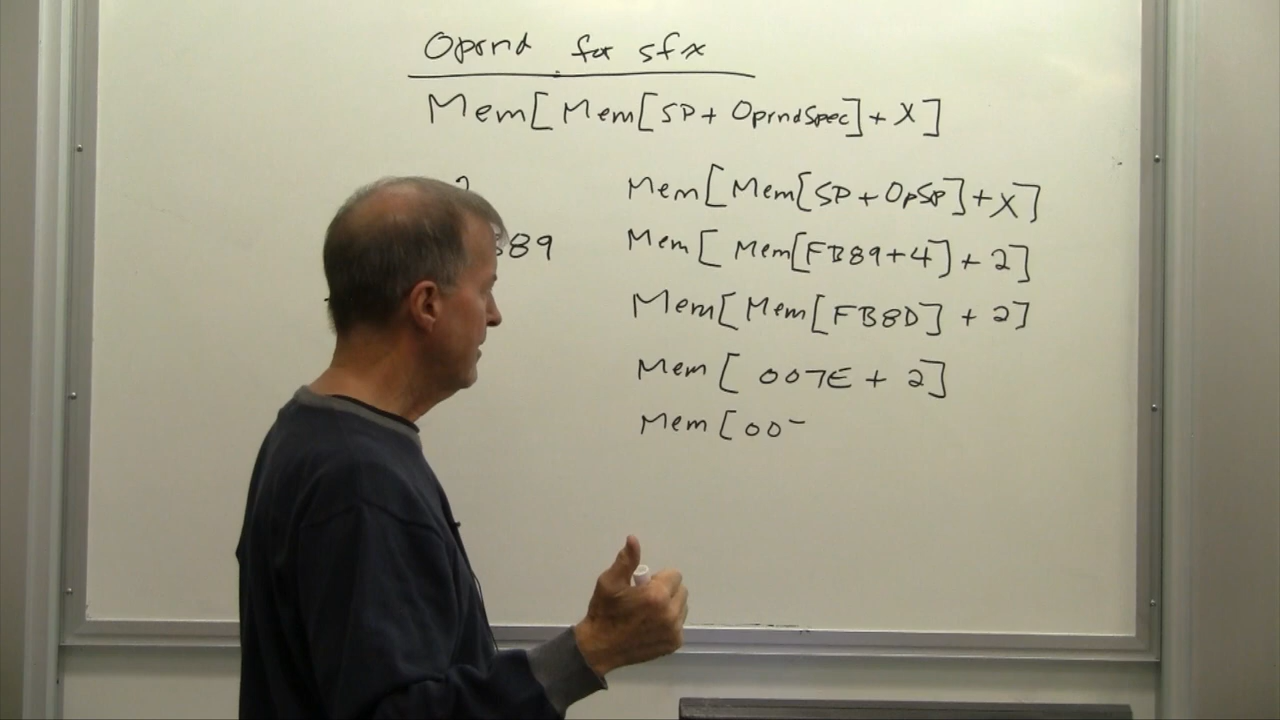 Oprnd for sfx
Mem[Mem[SP+ OprndSpec]+ X]
Mem[Mem[SP+OpSp]+X]
89
Mem[Mem[FB89+4]+2]
Mem[Mem[FB8D] + 2]
Mem[007E + 2]
Mem[00